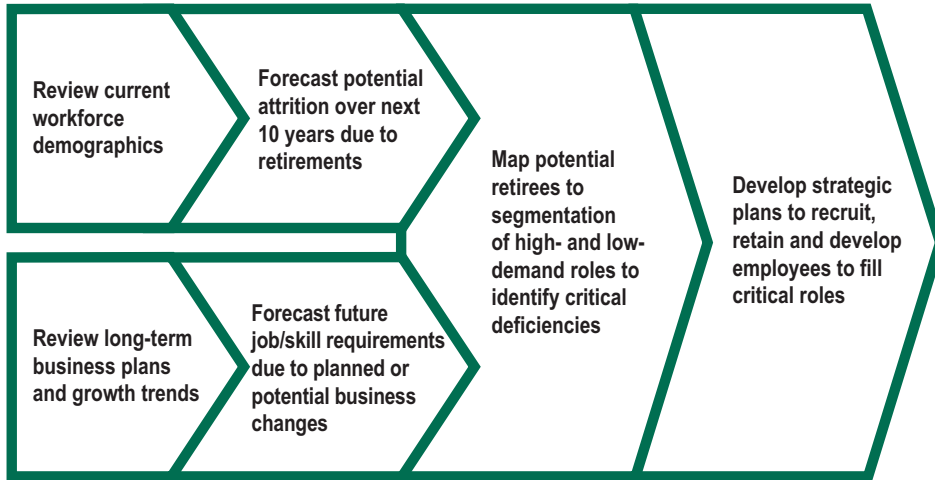 Review current
workforce
demographics
Forecast potential
attrition over next
10 years due to
retirements
Review long-term
business plans
and growth trends
Forecast future
job/skill requirements
due to planned or
potential business
changes
Map potential
retirees to
segmentation
of high- and low-
demand roles to
identify critical
deficiencies
Develop strategic
plans to recruit,
retain and develop
employees to fill
critical roles